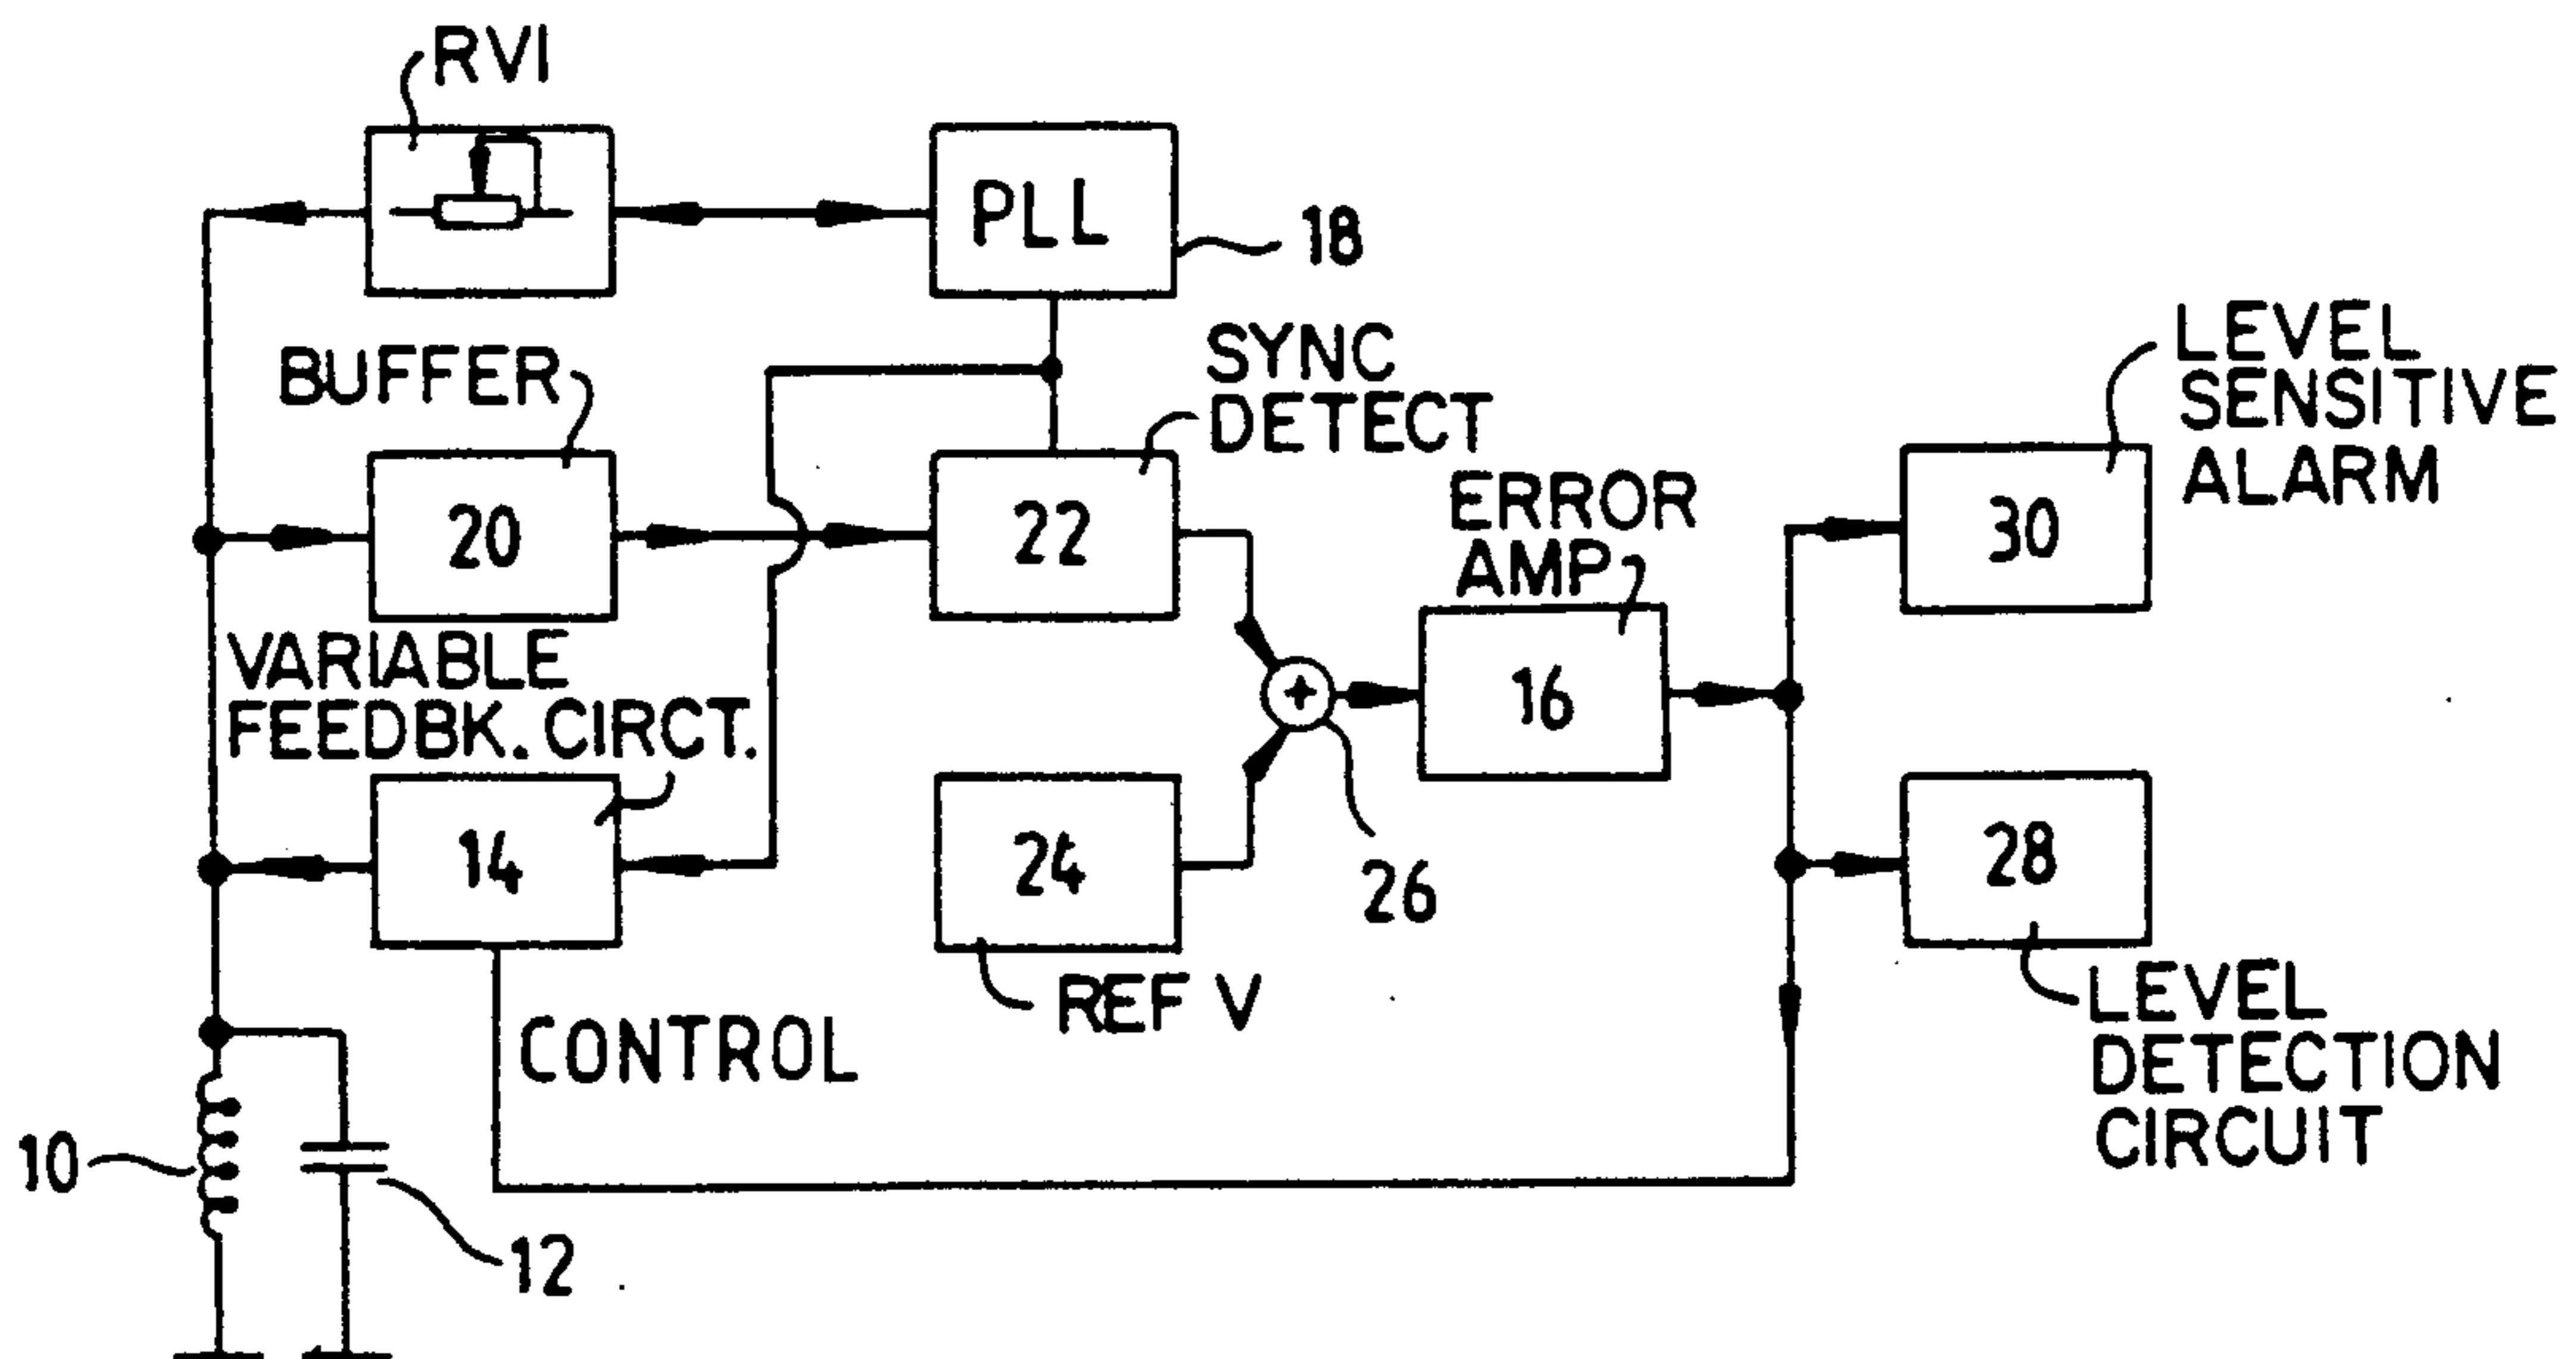 RV1
PLL
18
BUFFER
SYNC
DETECT
LEVEL
SENSITIVE
ALARM
20
22
ERROR
AMP
30
VARIABLE
FEEDBK. CIRCT.
+
16
14
24
26
28
REF V
CONTROL
LEVEL
DETECTION
CIRCUIT
10
12